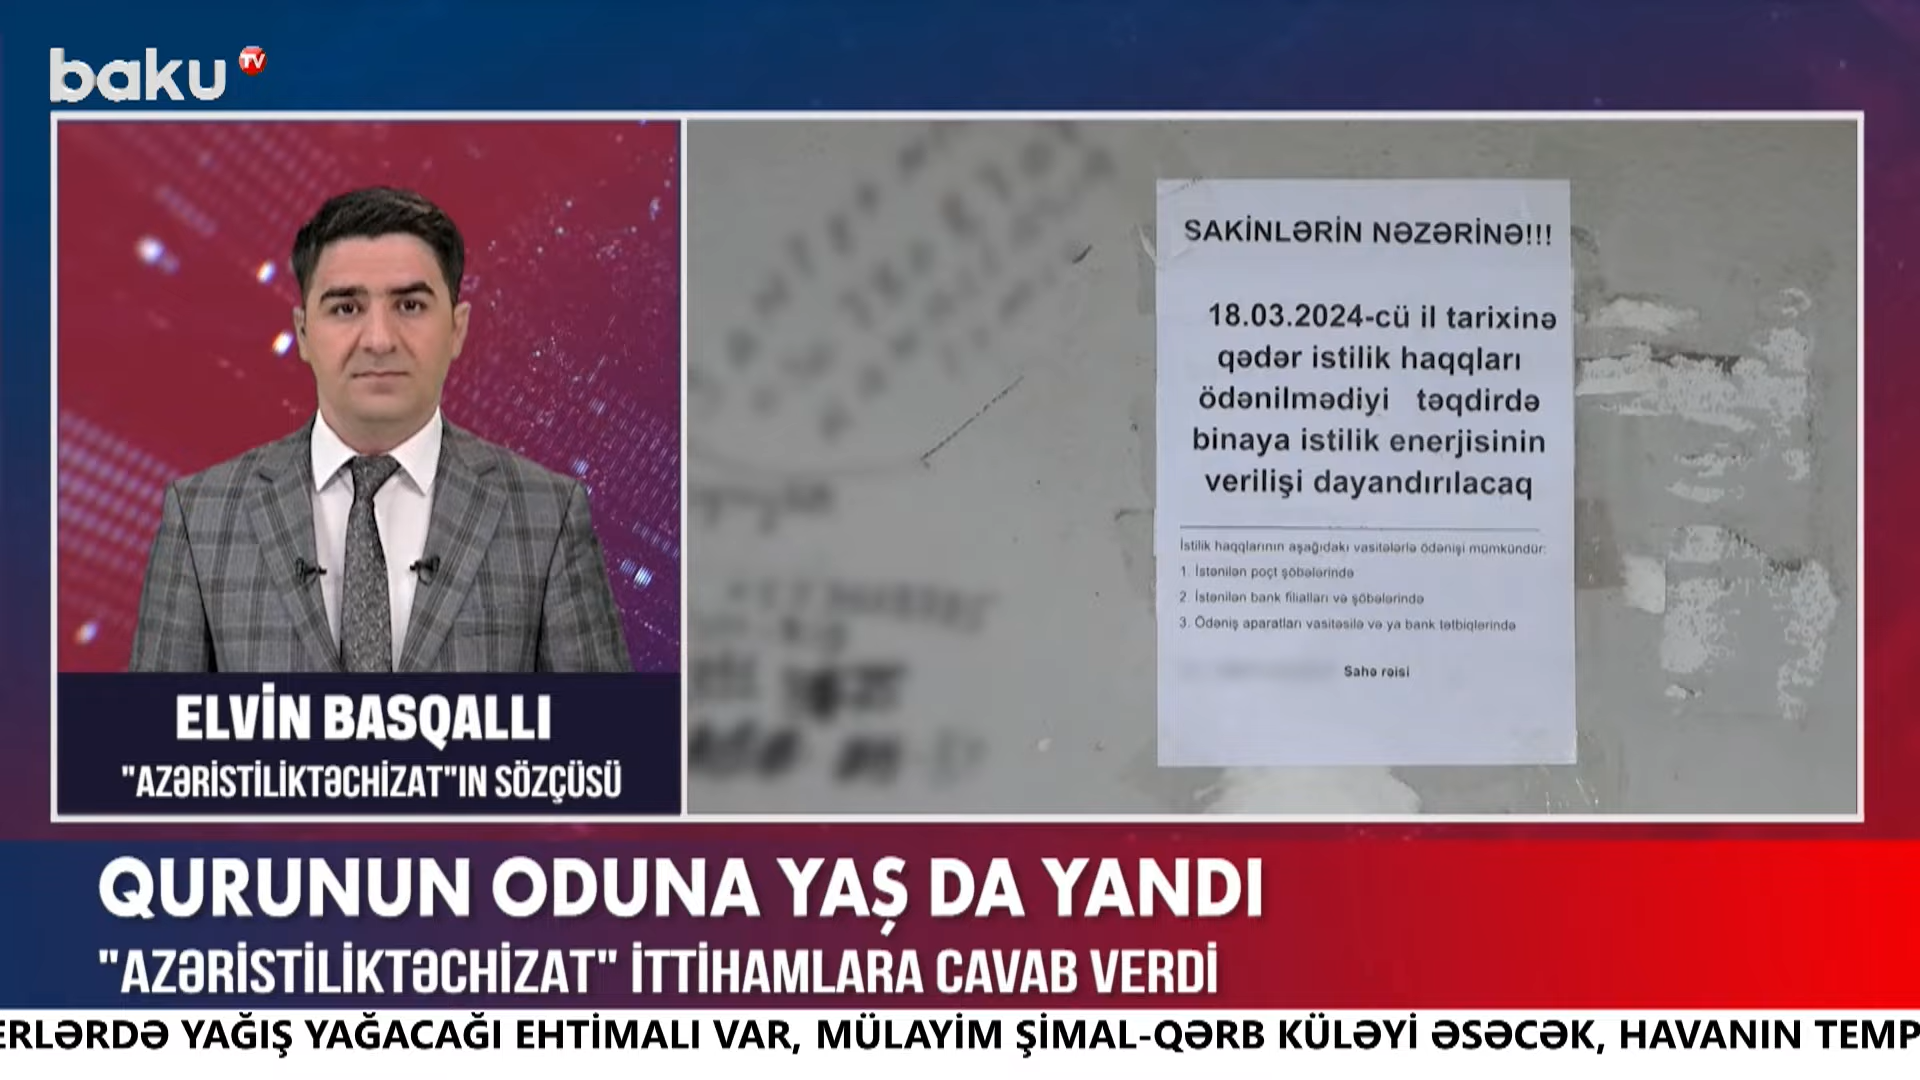 baku TV
SAKİNLƏRİN NƏZƏRİNƏ!!!
18.03.2024-cü il tarixinə
qədər istilik haqqları
ödənilmədiyi təqdirdə
binaya istilik enerjisinin
verilişi dayandırılacaq
İstilik haqqlarının aşağıdakı vasitələrlə ödənişi mümkündür:
1. İstənilən poçt şöbələrində
2. İstənilən bank filialları və şöbələrində
3. Ödəniş aparatları vasitəsilə və ya bank tətbiqlərində
Sahə rəisi
ELVİN BASQALLI
"AZƏRİSTİLİKTƏCHİZAT"IN SÖZÇÜSÜ
QURUNUN ODUNA YAŞ DA YANDI
"AZƏRİSTİLİKTƏCHİZAT" İTTİHAMLARA CAVAB VERDİ
ERLƏRDƏ YAĞIŞ YAĞACAĞI EHTİMALI VAR, MÜLAYİM ŞİMAL-QƏRB KÜLƏYİ ƏSƏCƏK, HAVANIN TEMP